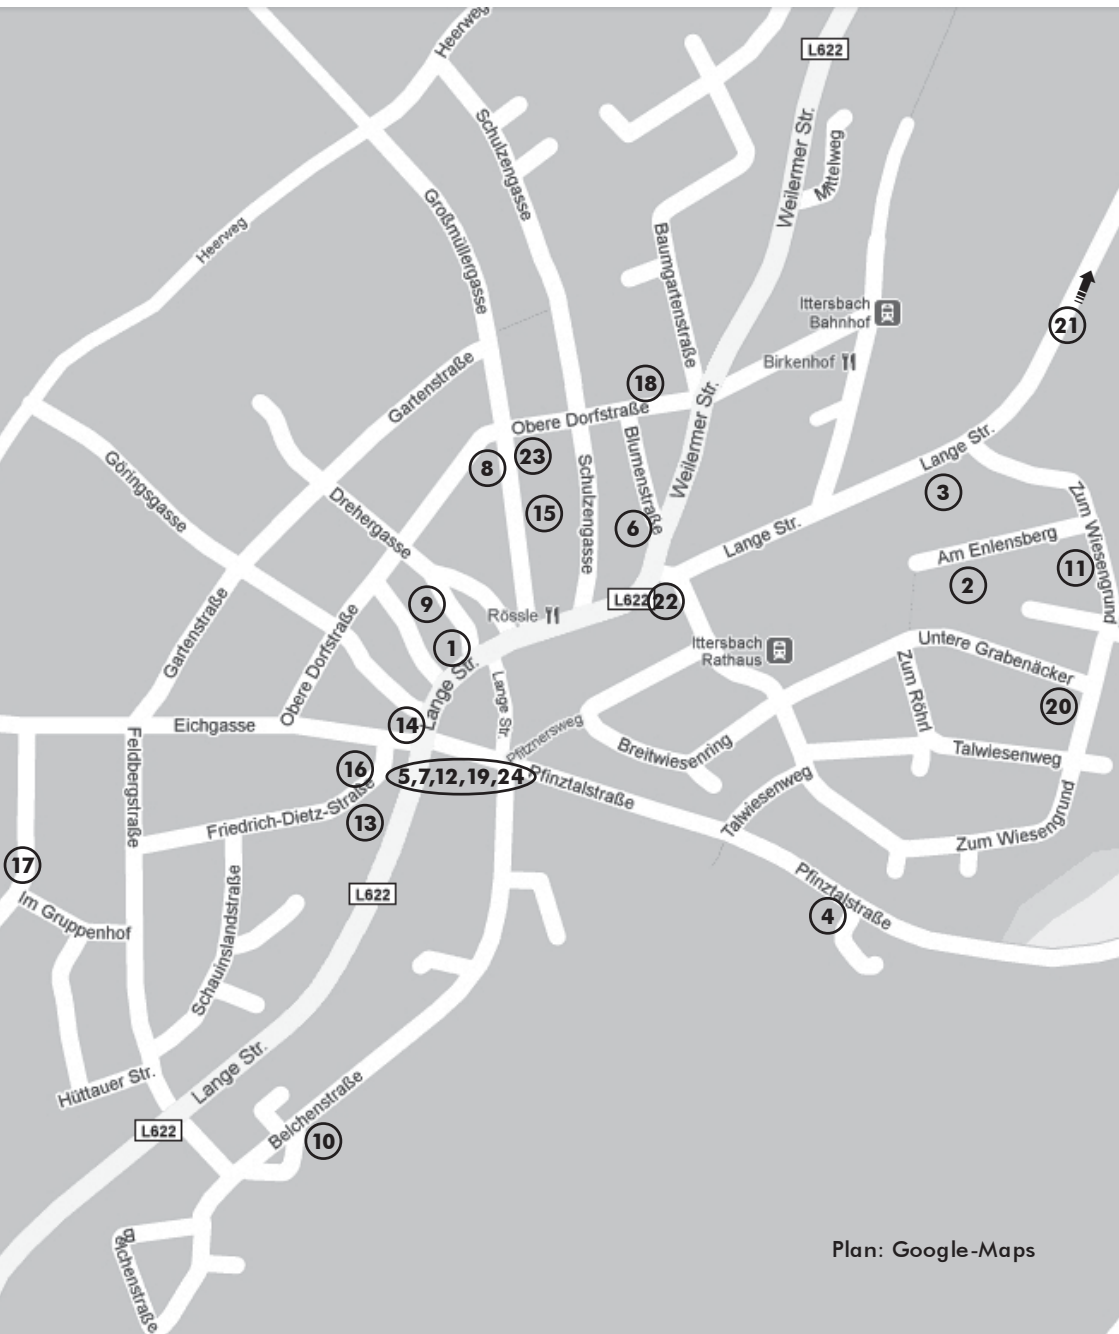 Heerweg
L622
Schulzengasse
Weilermer Str.
Mittelweg
Großmüllergasse
Heerweg
Baumgartenstraße
Ittersbach
Bahnhof
21
Birkenhof
Gartenstraße
18
Obere Dorfstraße
Weilermer Str.
Blumenstraße
Lange Str.
Göringsgasse
8
23
Schulzengasse
3
Drehergasse
15
6
Lange Str.
Zum Wiesengrund
Am Enlensberg
11
2
9
Rössle
L622
22
Gartenstraße
Obere Dorfstraße
1
Ittersbach
Rathaus
Untere Grabenäcker
Zum Röhrl
Lange Str.
Lange Str.
20
14
Eichgasse
Pfitznersweg
Breitwiesenring
Talwiesenweg
Feldbergstraße
16
5,7,12,19,24
Pfinztalstraße
Talwiesenweg
Friedrich-Dietz-Straße
13
Zum Wiesengrund
17
L622
Pfinztalstraße
4
Im Gruppenhof
Schauinslandstraße
Hüttauer Str.
Lange Str.
L622
Belchenstraße
10
Belchenstraße
Plan: Google-Maps